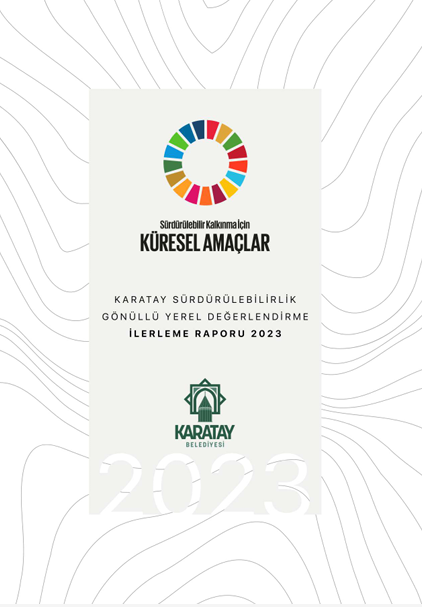 Sürdürülebilir Kalkınma İçin
KÜRESEL AMAÇLAR
KARATAY SÜRDÜRÜLEBİLİRLİK
GÖNÜLLÜ YEREL DEĞERLENDİRME
İLERLEME RAPORU 2023
KARATAY
BELEDİYESİ
2023